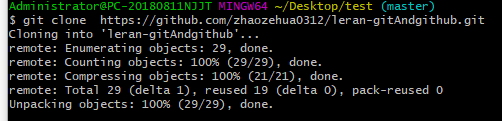 Administrator@PC-20180811NJJT MINGW64 ~/Desktop/test (master)
$ git clone  https://github.com/zhaozehua0312/leran-gitAndgithub.git
Cloning into 'leran-gitAndgithub'...
remote: Enumerating objects: 29, done.
remote: Counting objects: 100% (29/29), done.
remote: Compressing objects: 100% (21/21), done.
remote: Total 29 (delta 1), reused 19 (delta 0), pack-reused 0
Unpacking objects: 100% (29/29), done.